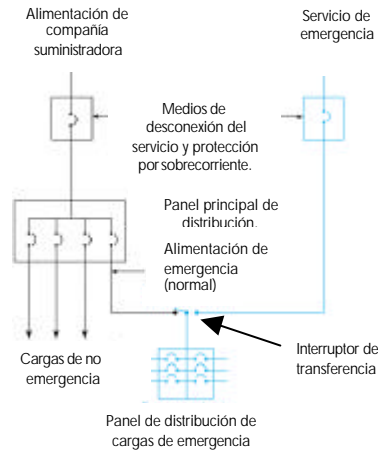 Alimentación de
compañía
suministradora
Servicio de
emergencia
Medios de
desconexión del
servicio y protección
por sobrecorriente.
Panel principal de
distribución.
Alimentación de
emergencia
(normal)
Cargas de no
emergencia
Interruptor de
transferencia
Panel de distribución de
cargas de emergencia